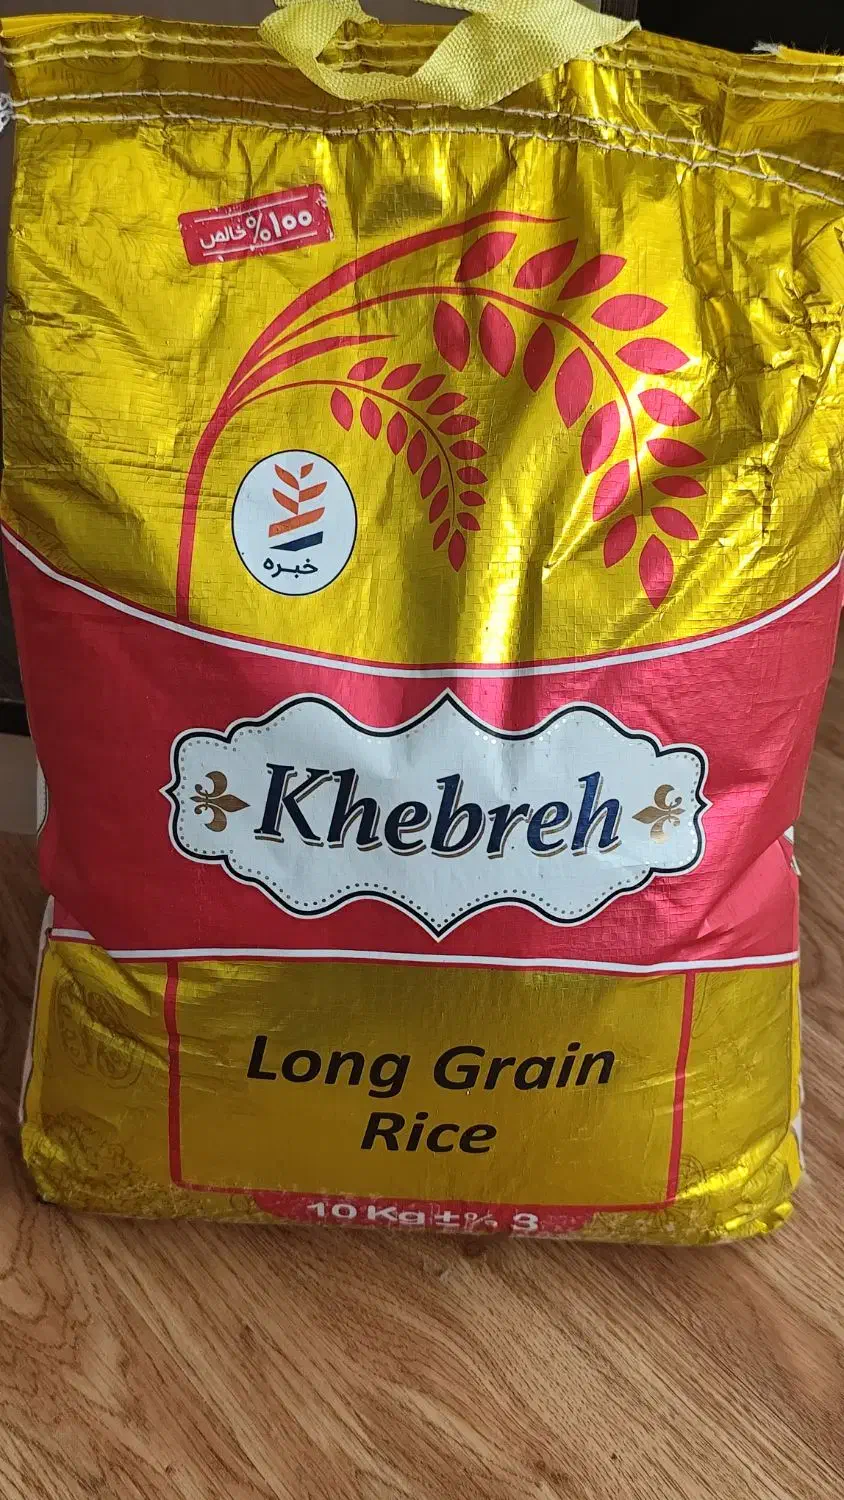 ۱۰۰% خالص
خبره
Khebreh
Long Grain
Rice
10 Kg ±% 3